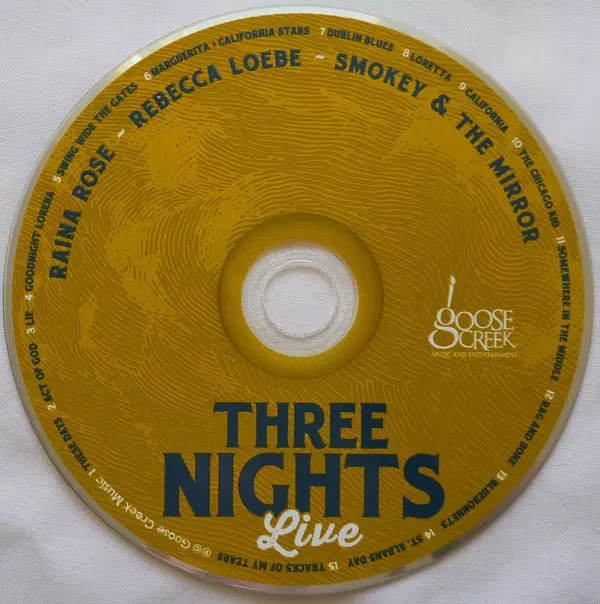 RAINA ROSE ~ REBECCA LOEBE ~ SMOKEY & THE MIRROR
GOOSE
CREEK
MUSIC AND ENTERTAINMENT
THREE
NIGHTS
Live
℗© Goose Creek Music 1 THESE DAYS 2 ACT OF GOD 3 LIE 4 GOODNIGHT LORENA 5 SWING WIDE THE GATES 6 MARGUERITA > CALIFORNIA STARS 7 DUBLIN BLUES 8 LORETTA 9 CALIFORNIA 10 THE CHICAGO KID 11 SOMEWHERE IN THE MIDDLE 12 RAG AND BONE 13 BLUEBONNETS 14 ST. ALBANS DAY 15 TRACKS OF MY TEARS